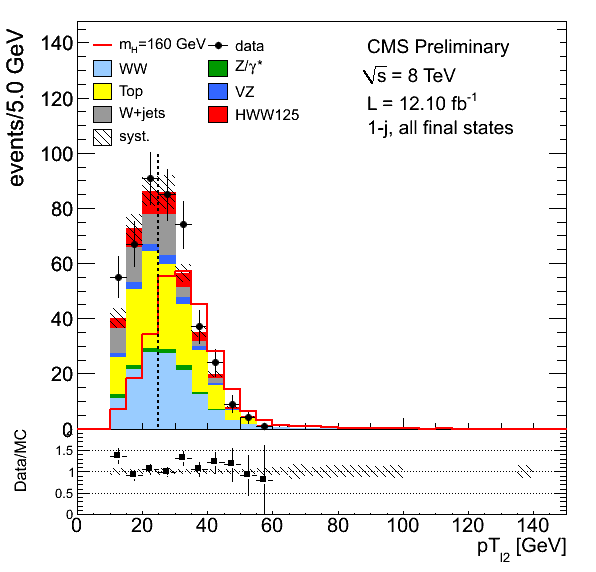 events/5.0 GeV
140
120
100
80
60
40
20
0
m_H=160 GeV
data
WW
Z/γ*
Top
VZ
W+jets
HWW125
syst.
CMS Preliminary
√s = 8 TeV
L = 12.10 fb⁻¹
1-j, all final states
Data/MC
1.5
1
0.5
0
0 20 40 60 80 100 120 140
pT_l2 [GeV]